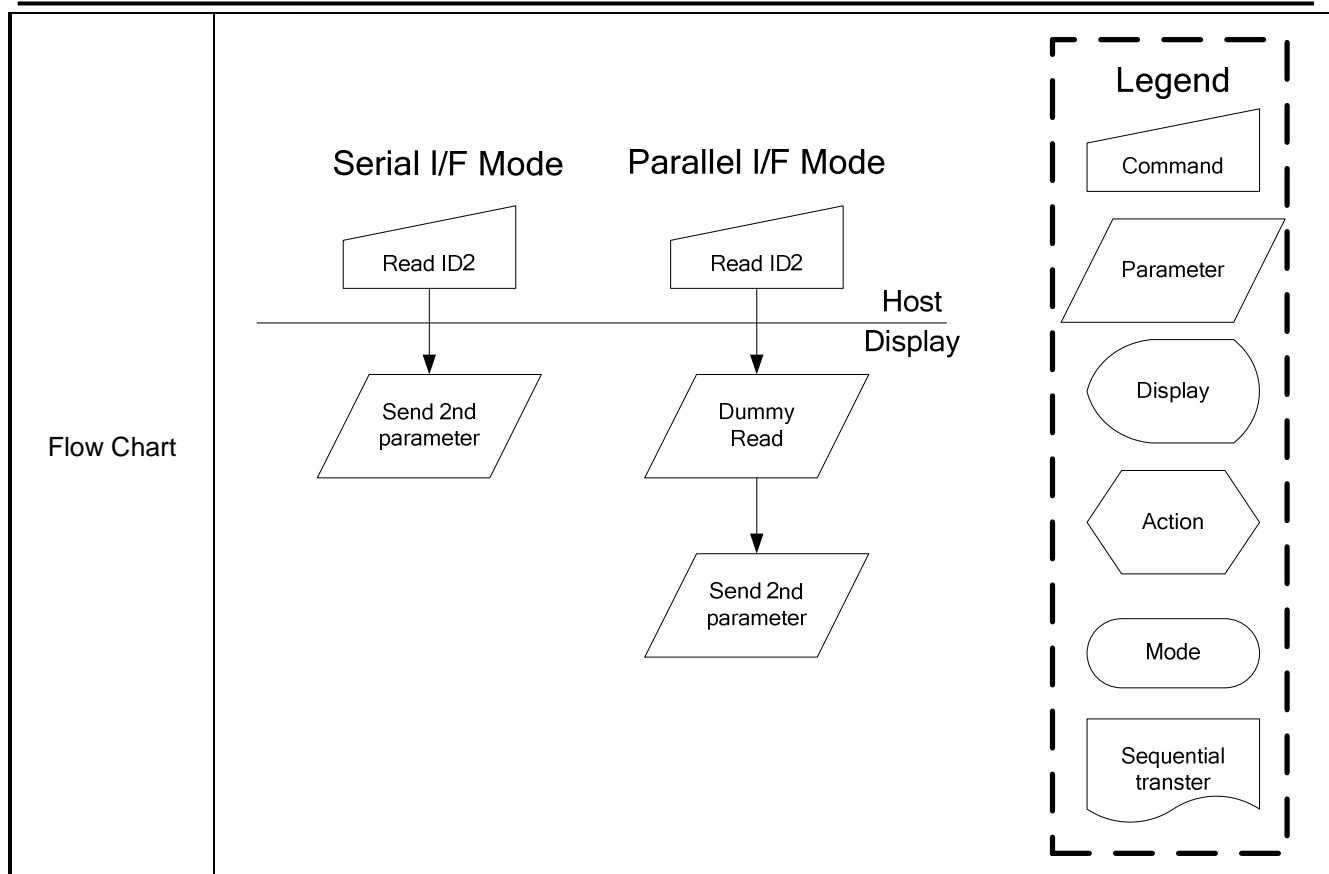 Flow Chart
Serial I/F Mode
Parallel I/F Mode
Read ID2
Read ID2
Host
Display
Send 2nd
parameter
Dummy
Read
Send 2nd
parameter
Legend
Command
Parameter
Display
Action
Mode
Sequential
transter